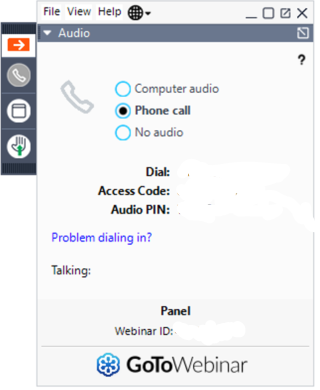 File View Help
Audio
?
Computer audio
Phone call
No audio
Dial:
Access Code:
Audio PIN:
Problem dialing in?
Talking:
Panel
Webinar ID:
GoToWebinar